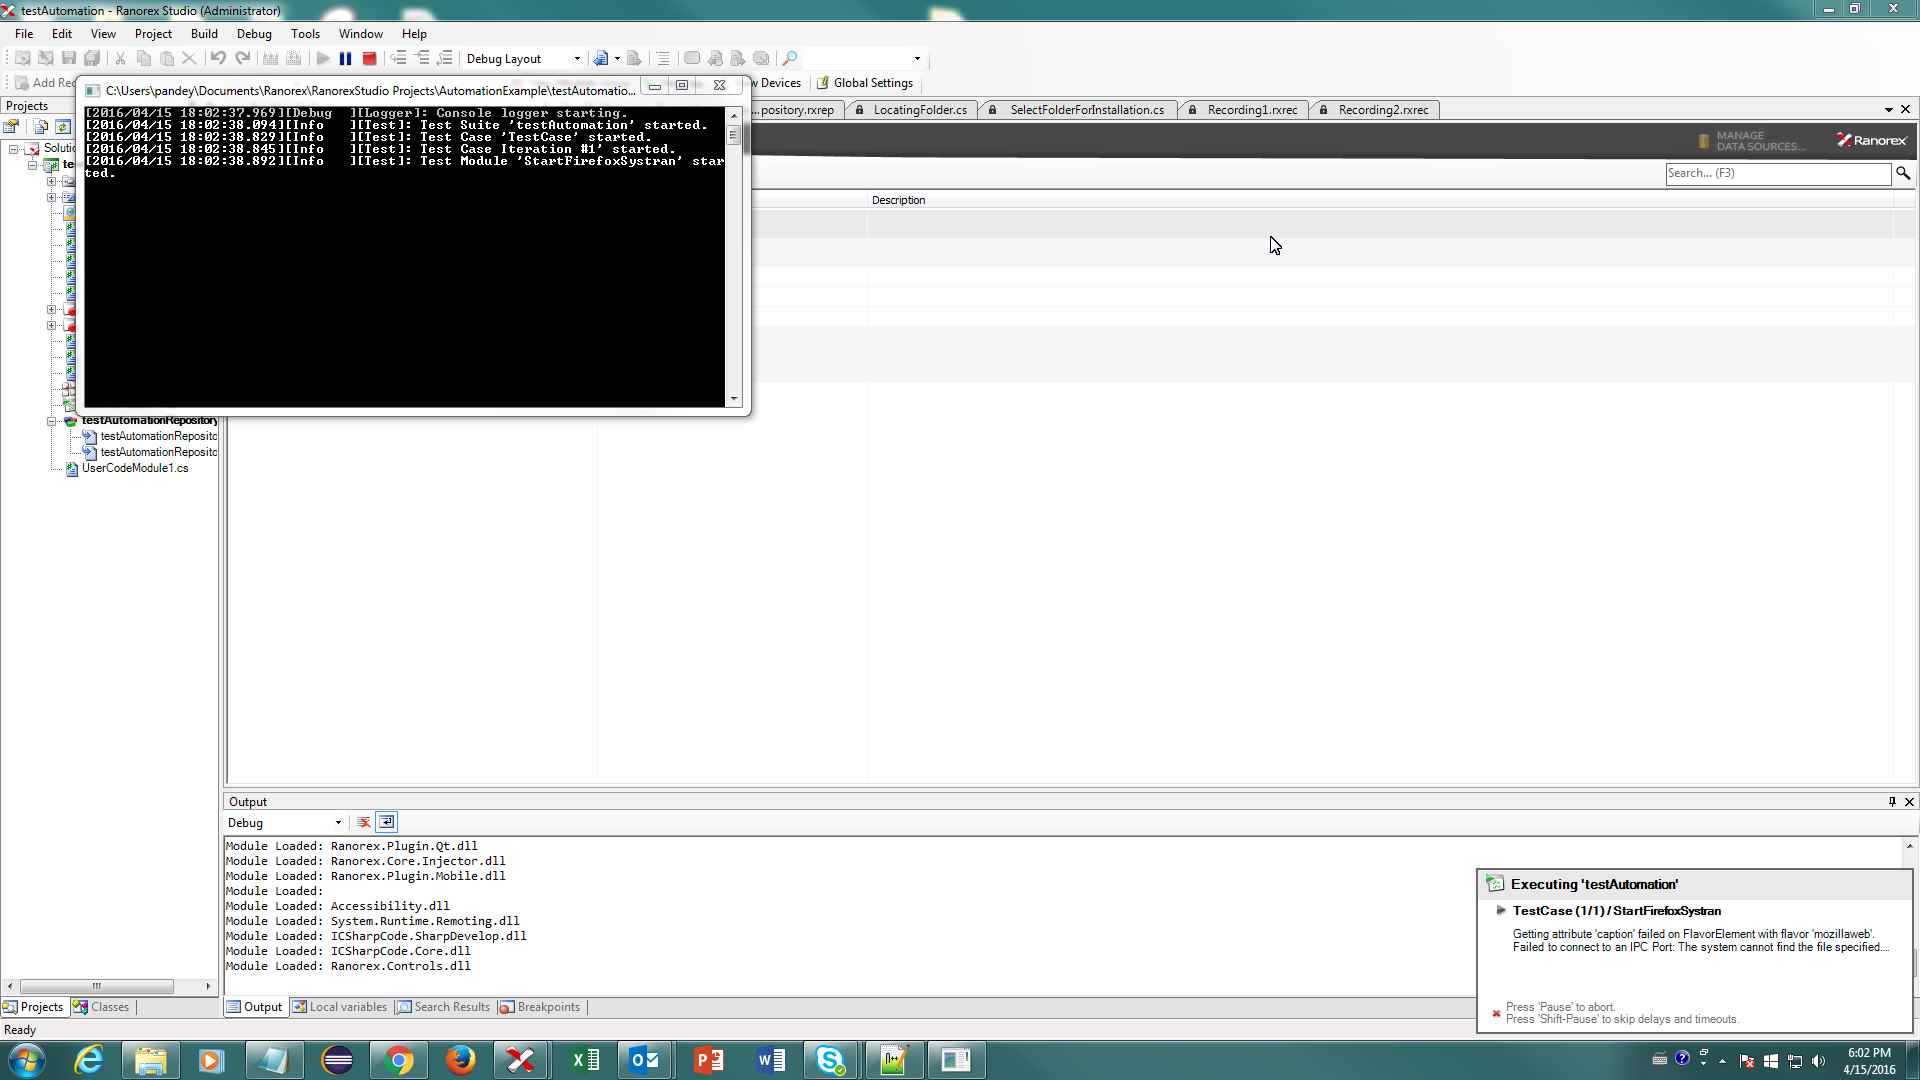 testAutomation - Ranorex Studio (Administrator)
File Edit View Project Build Debug Tools Window Help
Debug Layout
Add Rec
C:\Users\pandey\Documents\Ranorex\RanorexStudio Projects\AutomationExample\testAutomatio...
Devices Global Settings
Projects
...pository.rxrep LocatingFolder.cs SelectFolderForInstallation.cs Recording1.rxrec Recording2.rxrec
[2016/04/15 18:02:37.969][Debug ][Logger]: Console logger starting.
[2016/04/15 18:02:38.094][Info ][Test]: Test Suite 'testAutomation' started.
[2016/04/15 18:02:38.829][Info ][Test]: Test Case 'TestCase' started.
[2016/04/15 18:02:38.845][Info ][Test]: Test Case Iteration #1' started.
[2016/04/15 18:02:38.892][Info ][Test]: Test Module 'StartFirefoxSystran' star
ted.
MANAGE
DATA SOURCES...
Ranorex
Search... (F3)
Description
Soluti
te
testAutomationRepository
testAutomationReposito
testAutomationReposito
UserCodeModule1.cs
Output
Debug
Module Loaded: Ranorex.Plugin.Qt.dll
Module Loaded: Ranorex.Core.Injector.dll
Module Loaded: Ranorex.Plugin.Mobile.dll
Module Loaded:
Module Loaded: Accessibility.dll
Module Loaded: System.Runtime.Remoting.dll
Module Loaded: ICSharpCode.SharpDevelop.dll
Module Loaded: ICSharpCode.Core.dll
Module Loaded: Ranorex.Controls.dll
Executing 'testAutomation'
TestCase (1/1) / StartFirefoxSystran
Getting attribute 'caption' failed on FlavorElement with flavor 'mozillaweb'.
Failed to connect to an IPC Port: The system cannot find the file specified....
Press 'Pause' to abort.
Press 'Shift-Pause' to skip delays and timeouts.
Projects Classes
Output Local variables Search Results Breakpoints
Ready
6:02 PM
4/15/2016